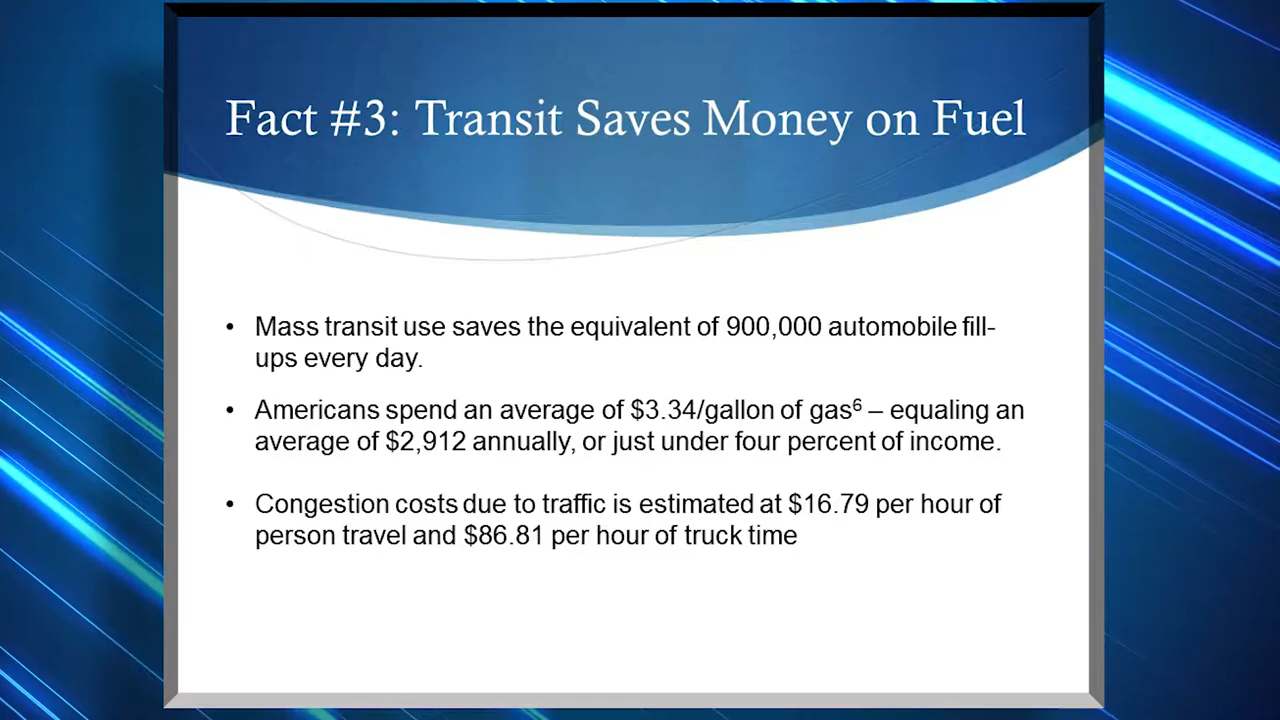 Fact #3: Transit Saves Money on Fuel
• Mass transit use saves the equivalent of 900,000 automobile fill-
ups every day.
• Americans spend an average of $3.34/gallon of gas⁶ – equaling an
average of $2,912 annually, or just under four percent of income.
• Congestion costs due to traffic is estimated at $16.79 per hour of
person travel and $86.81 per hour of truck time